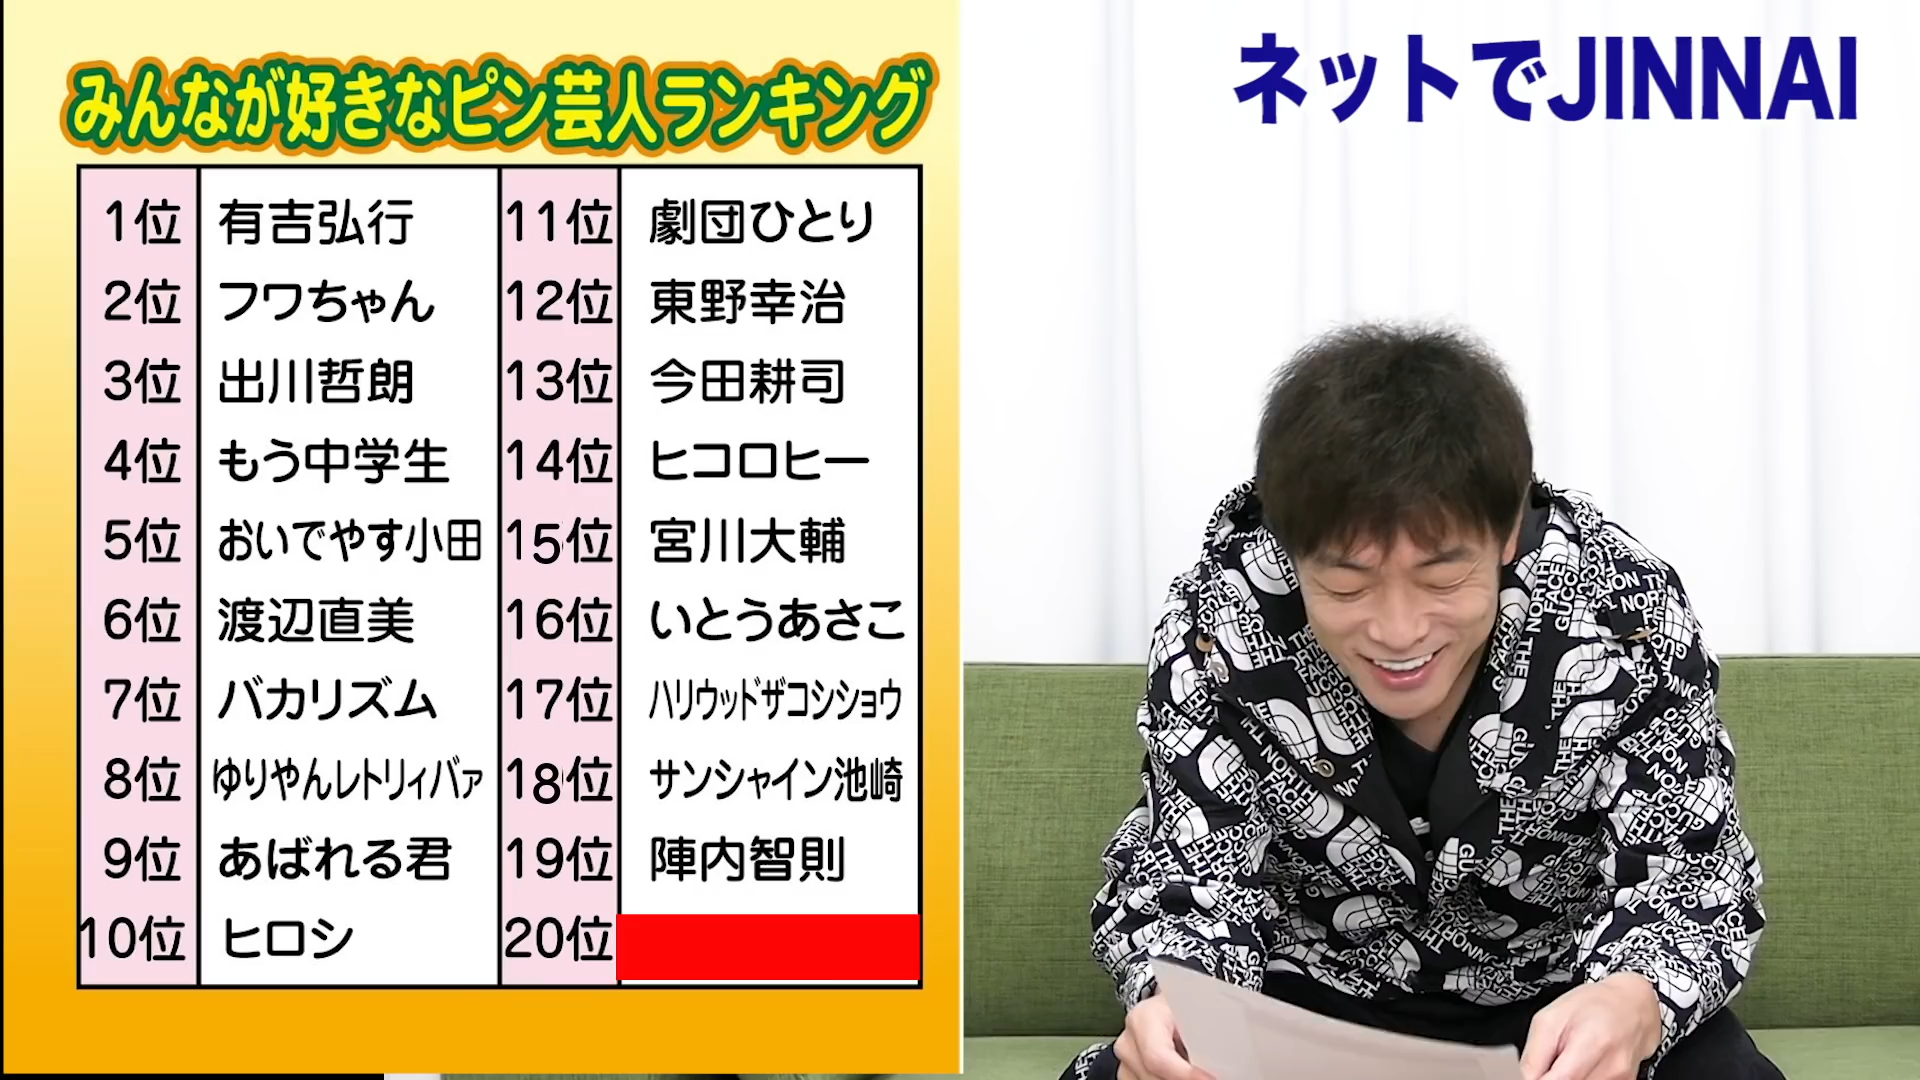 みんなが好きなピン芸人ランキング
1位 有吉弘行
2位 フワちゃん
3位 出川哲朗
4位 もう中学生
5位 おいでやす小田
6位 渡辺直美
7位 バカリズム
8位 ゆりやんレトリィバァ
9位 あばれる君
10位 ヒロシ
11位 劇団ひとり
12位 東野幸治
13位 今田耕司
14位 ヒコロヒー
15位 宮川大輔
16位 いとうあさこ
17位 ハリウッドザコシショウ
18位 サンシャイン池崎
19位 陣内智則
20位
ネットでJINNAI
THE
NORTH
FACE
GUCCI